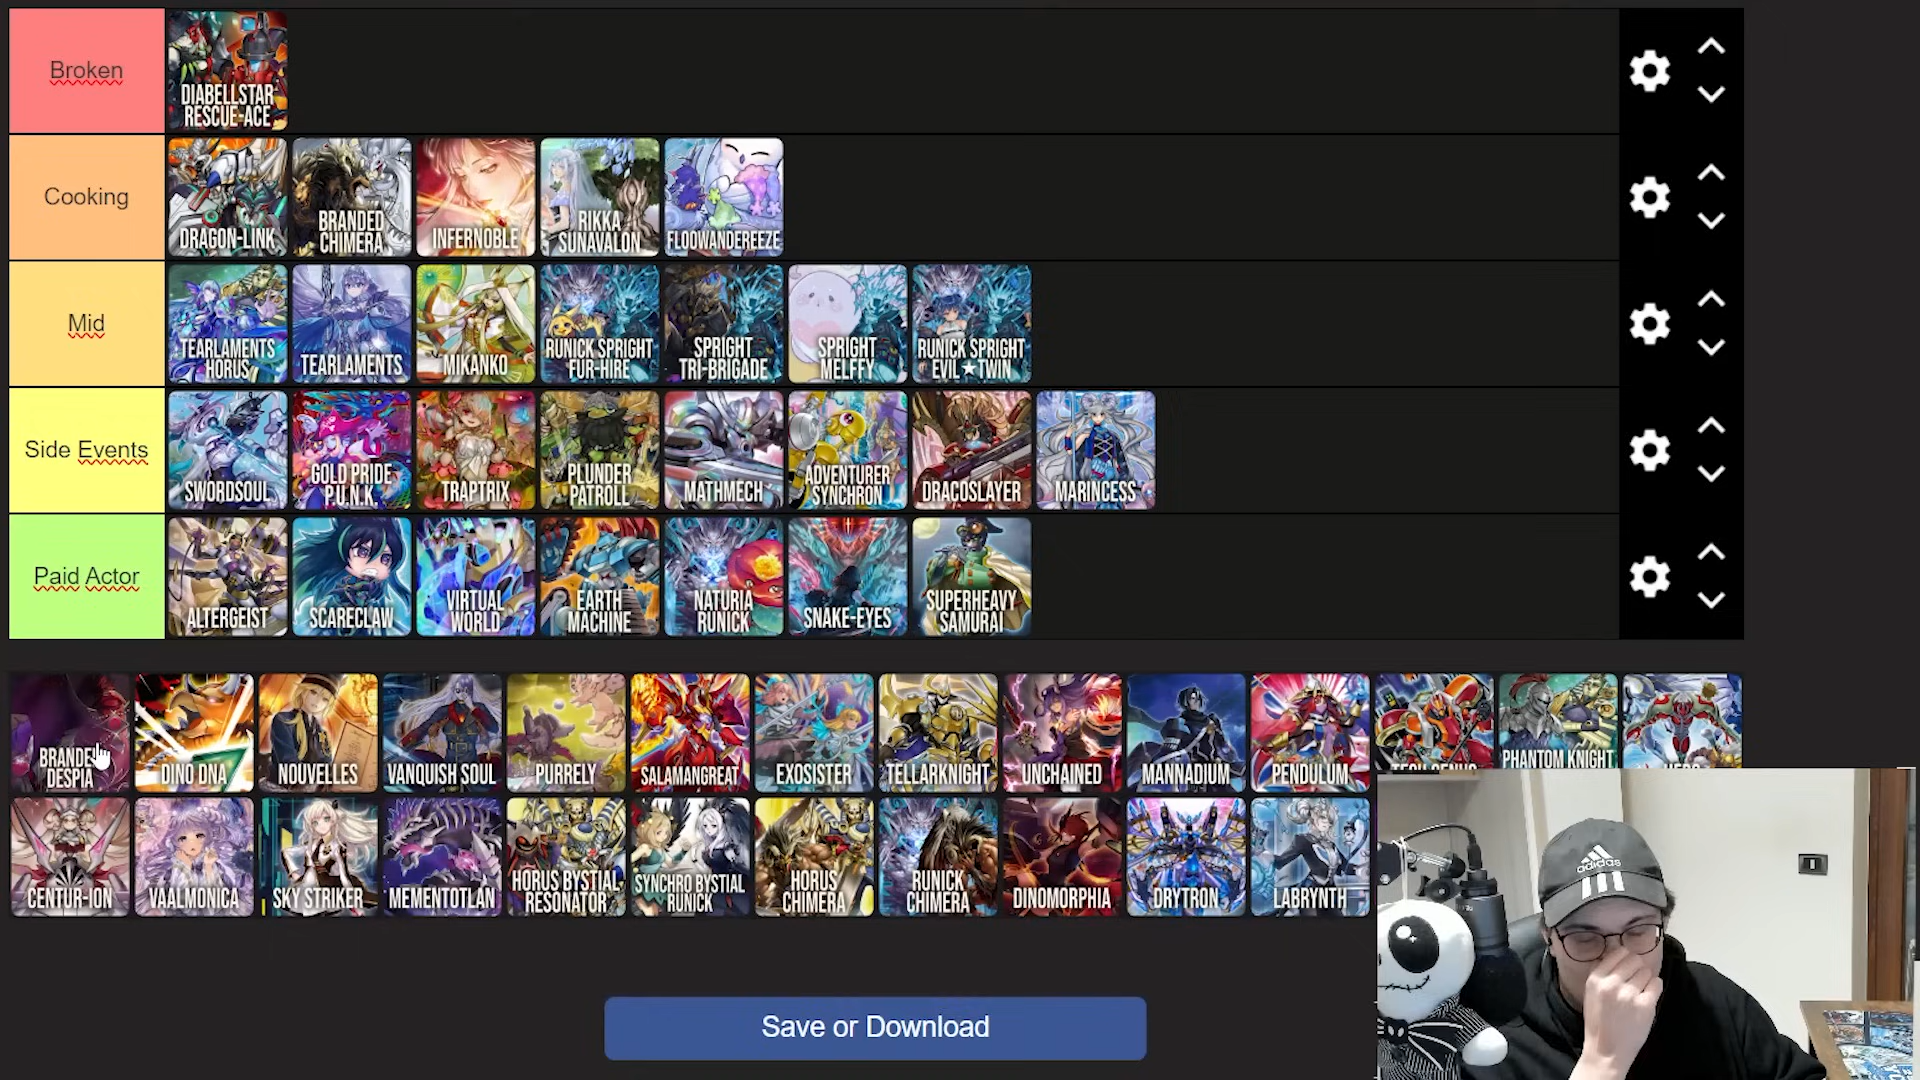 Broken
DIABELLSTAR
RESCUE-ACE
Cooking
DRAGON-LINK
BRANDED
CHIMERA
INFERNOBLE
RIKKA
SUNAVALON
FLOOWANDEREEZE
Mid
TEARLAMENTS
HORUS
TEARLAMENTS
MIKANKO
RUNICK SPRIGHT
FUR-HIRE
SPRIGHT
TRI-BRIGADE
SPRIGHT
MELFFY
RUNICK SPRIGHT
EVIL★TWIN
Side Events
SWORDSOUL
GOLD PRIDE
P.U.N.K.
TRAPTRIX
PLUNDER
PATROLL
MATHMECH
ADVENTURER
SYNCHRON
DRACOSLAYER
MARINCESS
Paid Actor
ALTERGEIST
SCARECLAW
VIRTUAL
WORLD
EARTH
MACHINE
NATURIA
RUNICK
SNAKE-EYES
SUPERHEAVY
SAMURAI
DESPIA
DINO DNA
NOUVELLES
VANQUISH SOUL
PURRELY
SALAMANGREAT
EXOSISTER
TELLARKNIGHT
UNCHAINED
MANNADIUM
PENDULUM
PHANTOM KNIGHT
CENTUR-ION
VAALMONICA
SKY STRIKER
MEMENTOTLAN
HORUS BYSTIAL
RESONATOR
SYNCHRO BYSTIAL
RUNICK
HORUS
CHIMERA
RUNICK
CHIMERA
DINOMORPHIA
DRYTRON
LABRYNTH
adidas
Save or Download